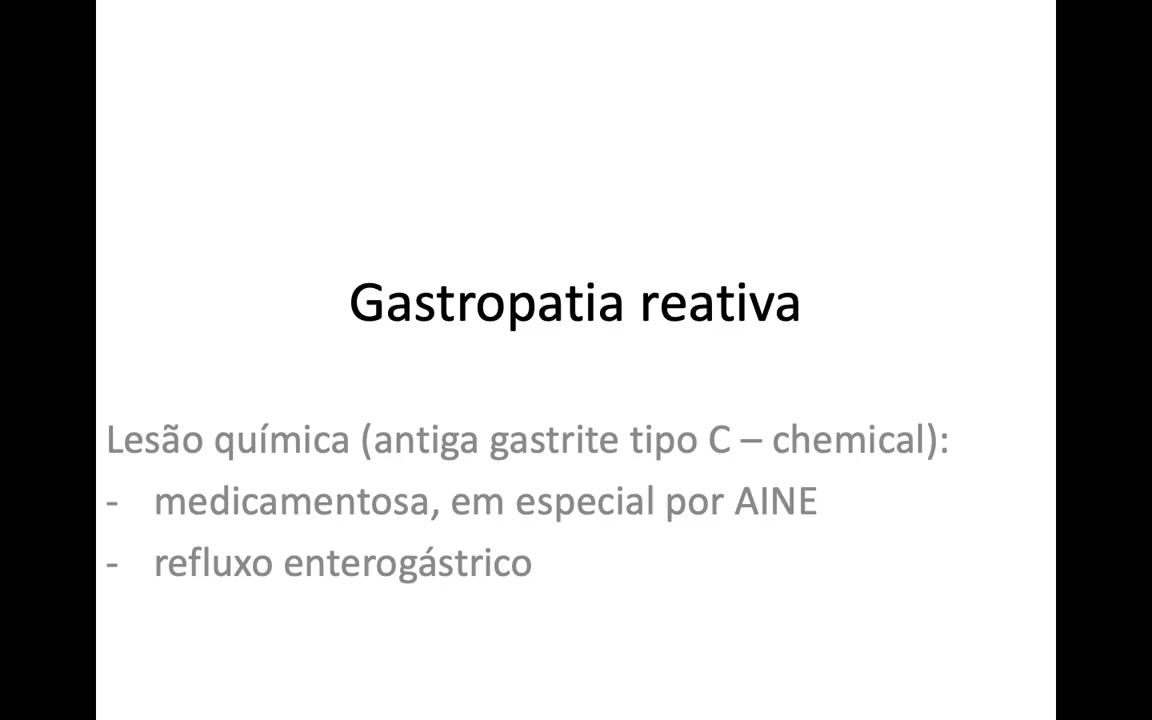 Gastropatia reativa
Lesão química (antiga gastrite tipo C – chemical):
- medicamentosa, em especial por AINE
- refluxo enterogástrico